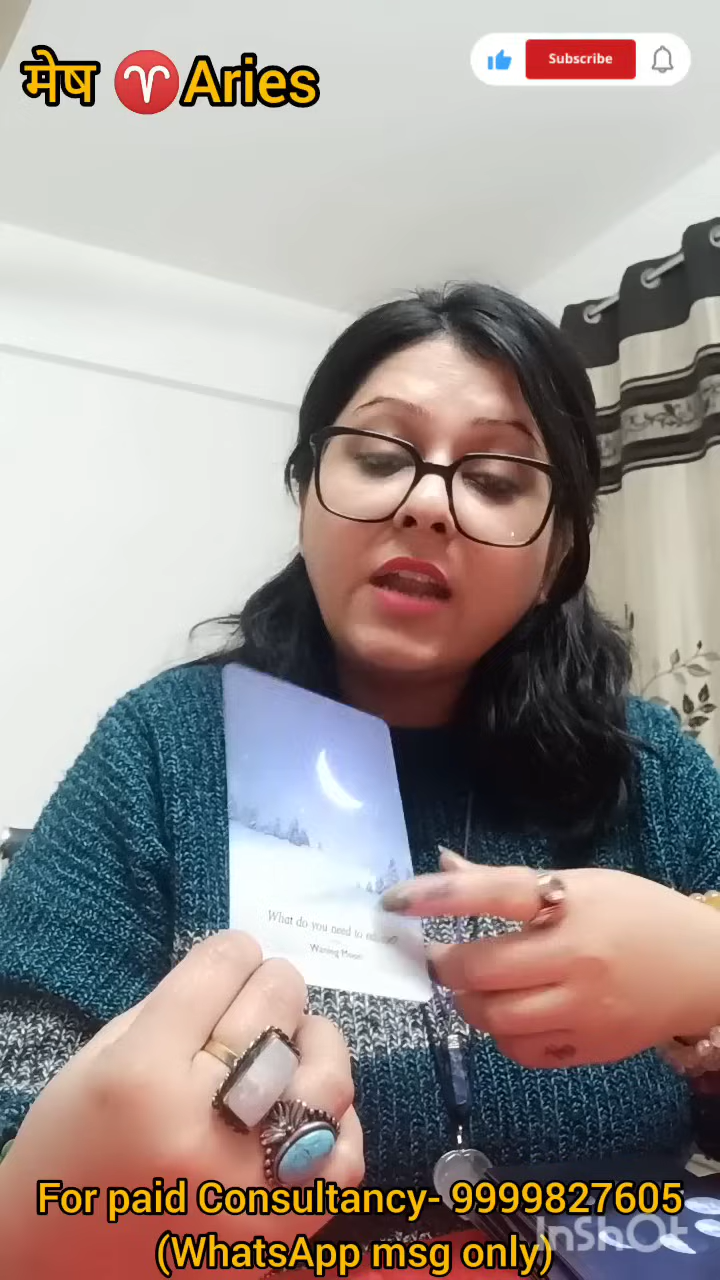 मेष ♈Aries
Subscribe
What do you need to
Waning Moon
For paid Consultancy- 9999827605
(WhatsApp msg only)
InShOt